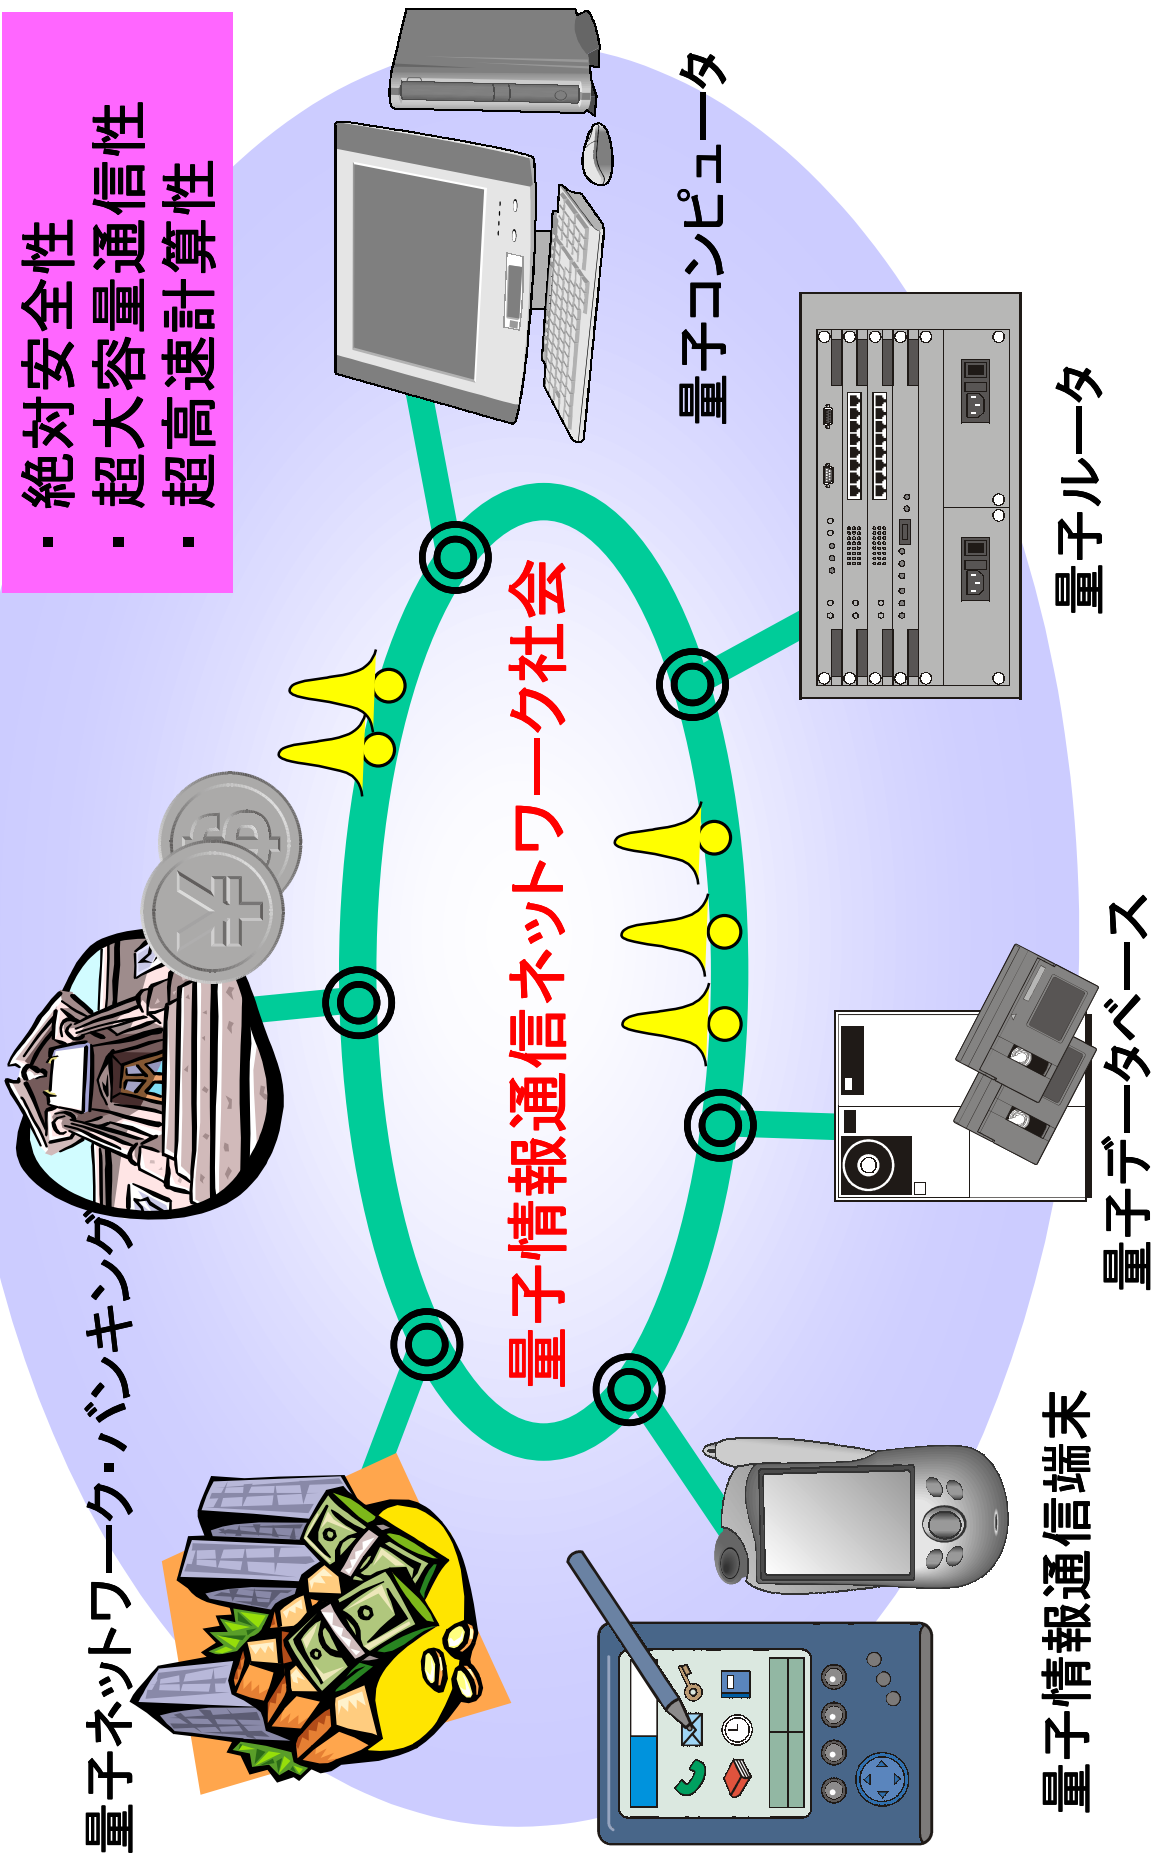 ・絶対安全性
・超大容量通信性
・超高速計算性
量子ネットワーク・バンキング
量子コンピュータ
量子情報通信ネットワーク社会
量子ルータ
量子データベース
量子情報通信端末